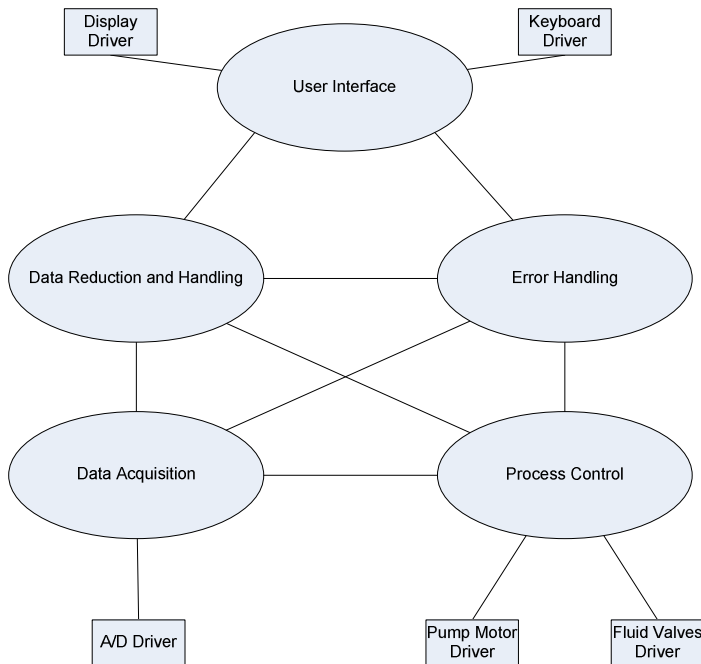 Display
Driver
Keyboard
Driver
User Interface
Data Reduction and Handling
Error Handling
Data Acquisition
Process Control
A/D Driver
Pump Motor
Driver
Fluid Valves
Driver